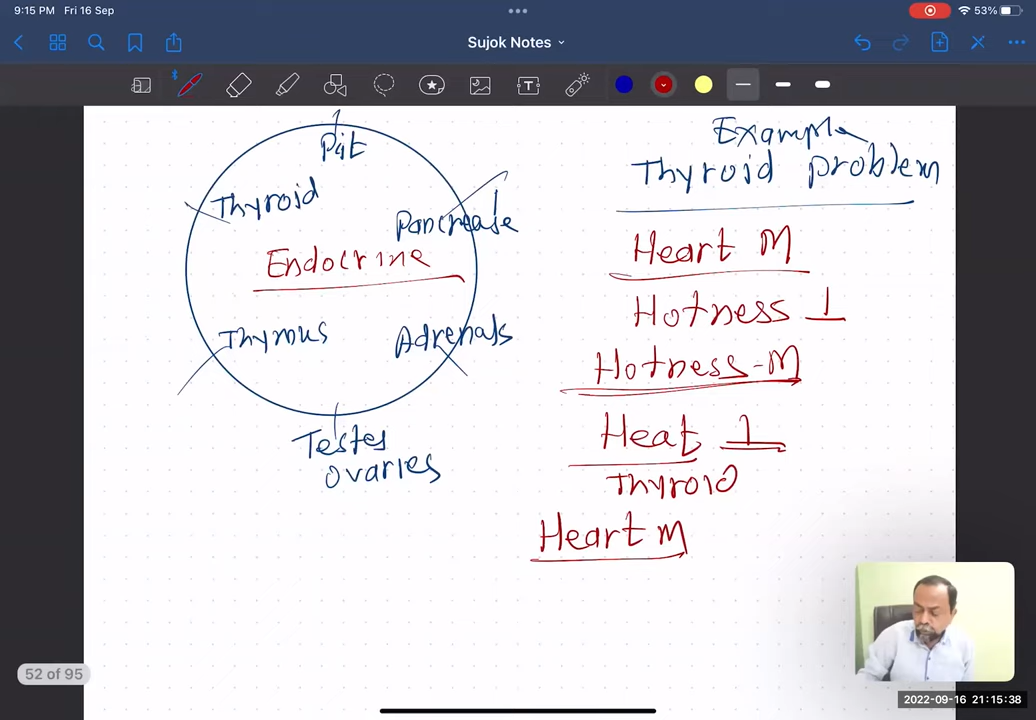 9:15 PM Fri 16 Sep
53%
Sujok Notes
T
Pit
Thyroid
Pancrease
Endocrine
Thymus
Adrenals
Testes
ovaries
Example
Thyroid problem
Heart M
Hotness ⊥
Hotness-M
Heat ⊥
Thyroid
Heart M
52 of 95
2022-09-16 21:15:38